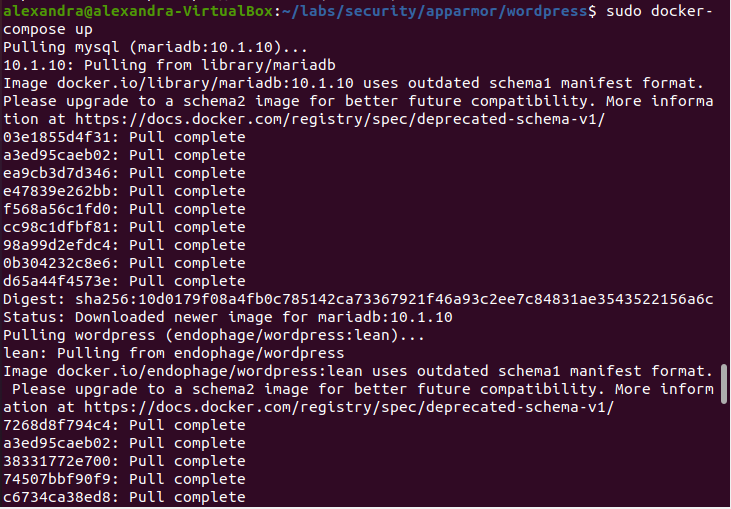 alexandra@alexandra-VirtualBox:~/labs/security/apparmor/wordpress$ sudo docker-
compose up
Pulling mysql (mariadb:10.1.10)...
10.1.10: Pulling from library/mariadb
Image docker.io/library/mariadb:10.1.10 uses outdated schema1 manifest format.
Please upgrade to a schema2 image for better future compatibility. More informa
tion at https://docs.docker.com/registry/spec/deprecated-schema-v1/
03e1855d4f31: Pull complete
a3ed95caeb02: Pull complete
ea9cb3d7d346: Pull complete
e47839e262bb: Pull complete
f568a56c1fd0: Pull complete
cc98c1dfbf81: Pull complete
98a99d2efdc4: Pull complete
0b304232c8e6: Pull complete
d65a44f4573e: Pull complete
Digest: sha256:10d0179f08a4fb0c785142ca73367921f46a93c2ee7c84831ae3543522156a6c
Status: Downloaded newer image for mariadb:10.1.10
Pulling wordpress (endophage/wordpress:lean)...
lean: Pulling from endophage/wordpress
Image docker.io/endophage/wordpress:lean uses outdated schema1 manifest format.
 Please upgrade to a schema2 image for better future compatibility. More inform
ation at https://docs.docker.com/registry/spec/deprecated-schema-v1/
7268d8f794c4: Pull complete
a3ed95caeb02: Pull complete
38331772e700: Pull complete
74507bbf90f9: Pull complete
c6734ca38ed8: Pull complete